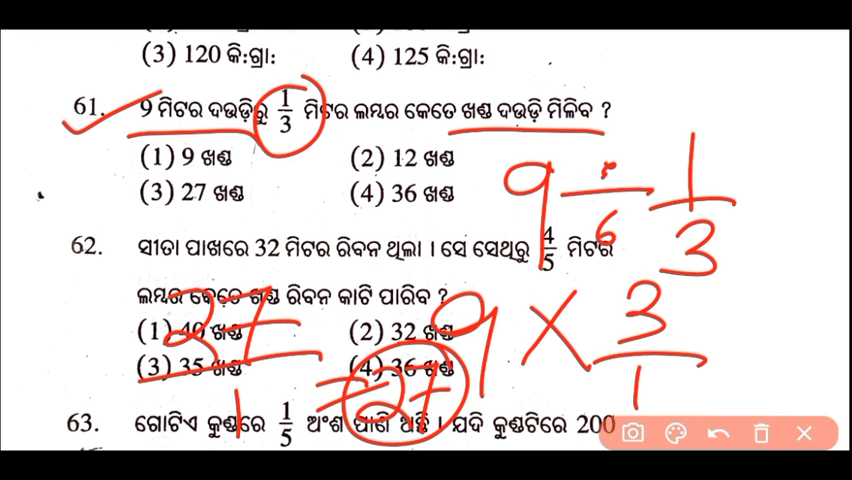 (3) 120 କି:ଗ୍ରା: (4) 125 କି:ଗ୍ରା:
61. 9 ମିଟର ଦଉଡ଼ିରୁ 1/3 ମିଟର ଲମ୍ବର କେତେ ଖଣ୍ଡ ଦଉଡ଼ି ମିଳିବ ?
(1) 9 ଖଣ୍ଡ (2) 12 ଖଣ୍ଡ
(3) 27 ଖଣ୍ଡ (4) 36 ଖଣ୍ଡ
9 ÷ 1/3
62. ସୀତା ପାଖରେ 32 ମିଟର ରିବନ ଥିଲା । ସେ ସେଥିରୁ 4/5 ମିଟର
ଲମ୍ବର କେତେ ଖଣ୍ଡ ରିବନ କାଟି ପାରିବ ?
(1) 40 ଖଣ୍ଡ (2) 32 ଖଣ୍ଡ
(3) 35 ଖଣ୍ଡ (4) 36 ଖଣ୍ଡ
9 × 3/1
27/1 = 27
63. ଗୋଟିଏ କୁଣ୍ଡରେ 1/5 ଅଂଶ ପାଣି ଅଛି । ଯଦି କୁଣ୍ଡଟିରେ 200